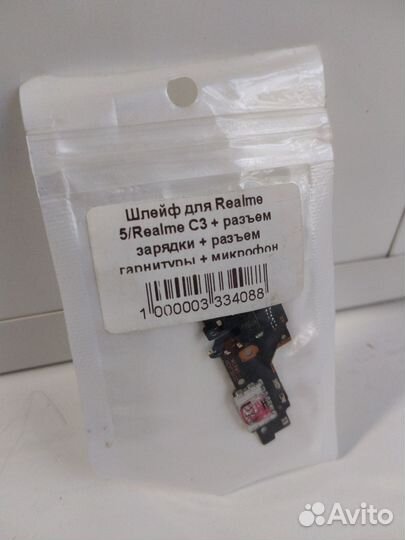 Шлейф для Realme
5/Realme C3 + разъем
зарядки + разъем
гарнитуры + микрофон
1 000003 334088
Avito